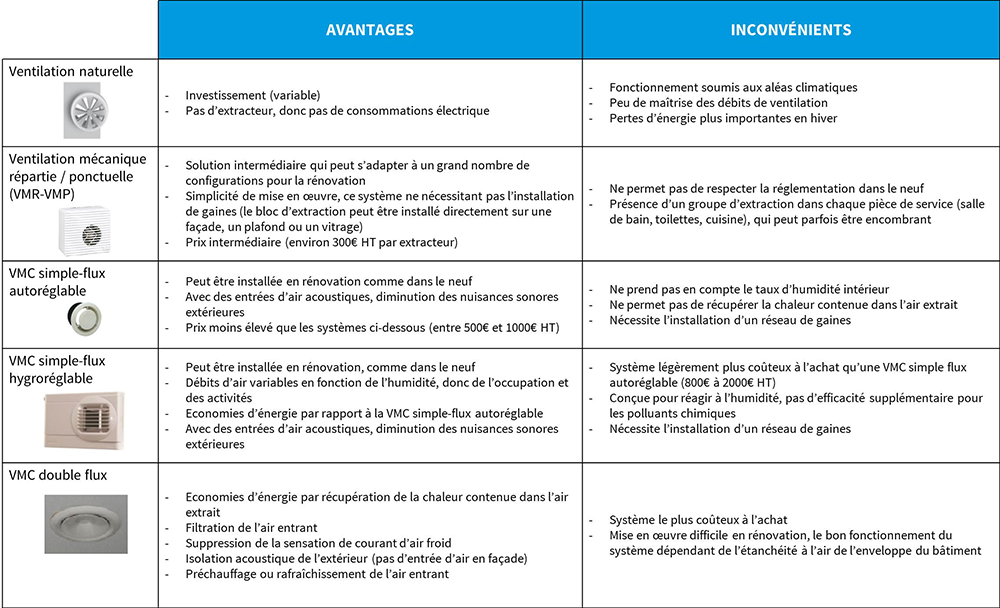 AVANTAGES
INCONVÉNIENTS
Ventilation naturelle
- Investissement (variable)
- Pas d'extracteur, donc pas de consommations électrique
- Fonctionnement soumis aux aléas climatiques
- Peu de maîtrise des débits de ventilation
- Pertes d'énergie plus importantes en hiver
Ventilation mécanique
répartie / ponctuelle
(VMR-VMP)
- Solution intermédiaire qui peut s'adapter à un grand nombre de
configurations pour la rénovation
- Simplicité de mise en œuvre, ce système ne nécessitant pas l'installation
de gaines (le bloc d'extraction peut être installé directement sur une
façade, un plafond ou un vitrage)
- Prix intermédiaire (environ 300€ HT par extracteur)
- Ne permet pas de respecter la réglementation dans le neuf
- Présence d'un groupe d'extraction dans chaque pièce de service (salle
de bain, toilettes, cuisine), qui peut parfois être encombrant
VMC simple-flux
autoréglable
- Peut être installée en rénovation comme dans le neuf
- Avec des entrées d'air acoustiques, diminution des nuisances sonores
extérieures
- Prix moins élevé que les systèmes ci-dessous (entre 500€ et 1000€ HT)
- Ne prend pas en compte le taux d'humidité intérieur
- Ne permet pas de récupérer la chaleur contenue dans l'air extrait
- Nécessite l'installation d'un réseau de gaines
VMC simple-flux
hygroréglable
- Peut être installée en rénovation, comme dans le neuf
- Débits d'air variables en fonction de l'humidité, donc de l'occupation et
des activités
- Economies d'énergie par rapport à la VMC simple-flux autoréglable
- Avec des entrées d'air acoustiques, diminution des nuisances sonores
extérieures
- Système légèrement plus coûteux à l'achat qu'une VMC simple flux
autoréglable (800€ à 2000€ HT)
- Conçue pour réagir à l'humidité, pas d'efficacité supplémentaire pour
les polluants chimiques
- Nécessite l'installation d'un réseau de gaines
VMC double flux
- Economies d'énergie par récupération de la chaleur contenue dans l'air
extrait
- Filtration de l'air entrant
- Suppression de la sensation de courant d'air froid
- Isolation acoustique de l'extérieur (pas d'entrée d'air en façade)
- Préchauffage ou rafraîchissement de l'air entrant
- Système le plus coûteux à l'achat
- Mise en œuvre difficile en rénovation, le bon fonctionnement du
système dépendant de l'étanchéité à l'air de l'enveloppe du bâtiment